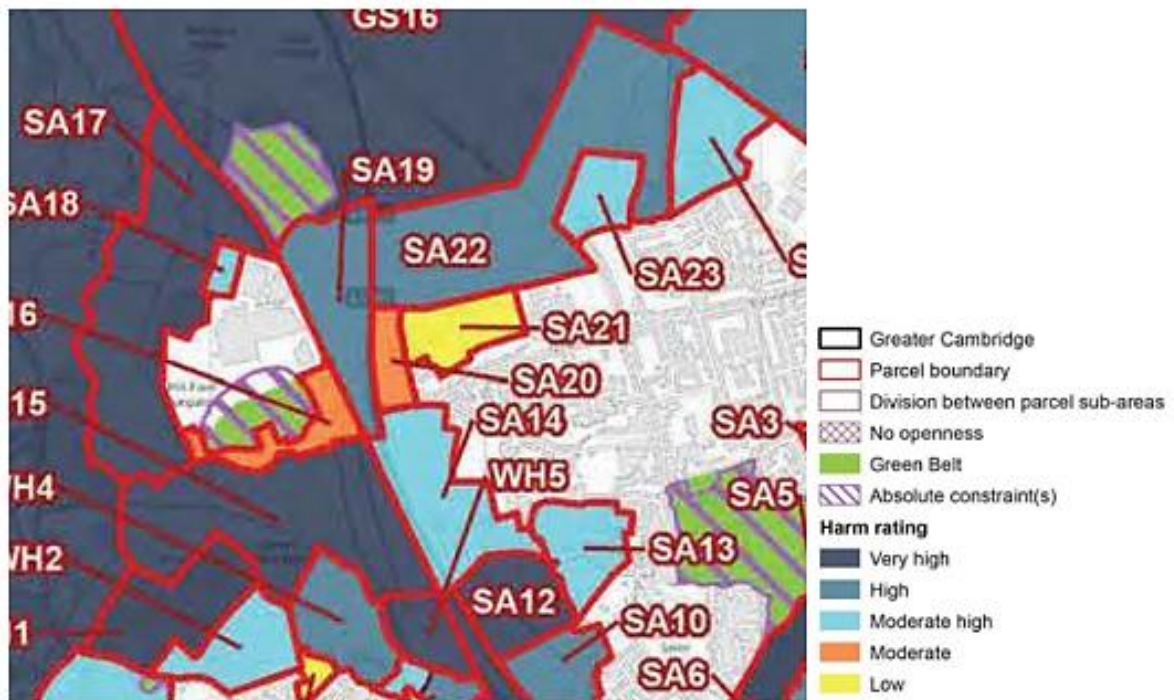 GS16
SA17
SA19
SA18
SA22
SA23
S
16
SA21
SA20
15
SA14
SA3
WH5
H4
SA5
SA13
WH2
SA12
1
SA10
SA6
Greater Cambridge
Parcel boundary
Division between parcel sub-areas
No openness
Green Belt
Absolute constraint(s)
Harm rating
Very high
High
Moderate high
Moderate
Low